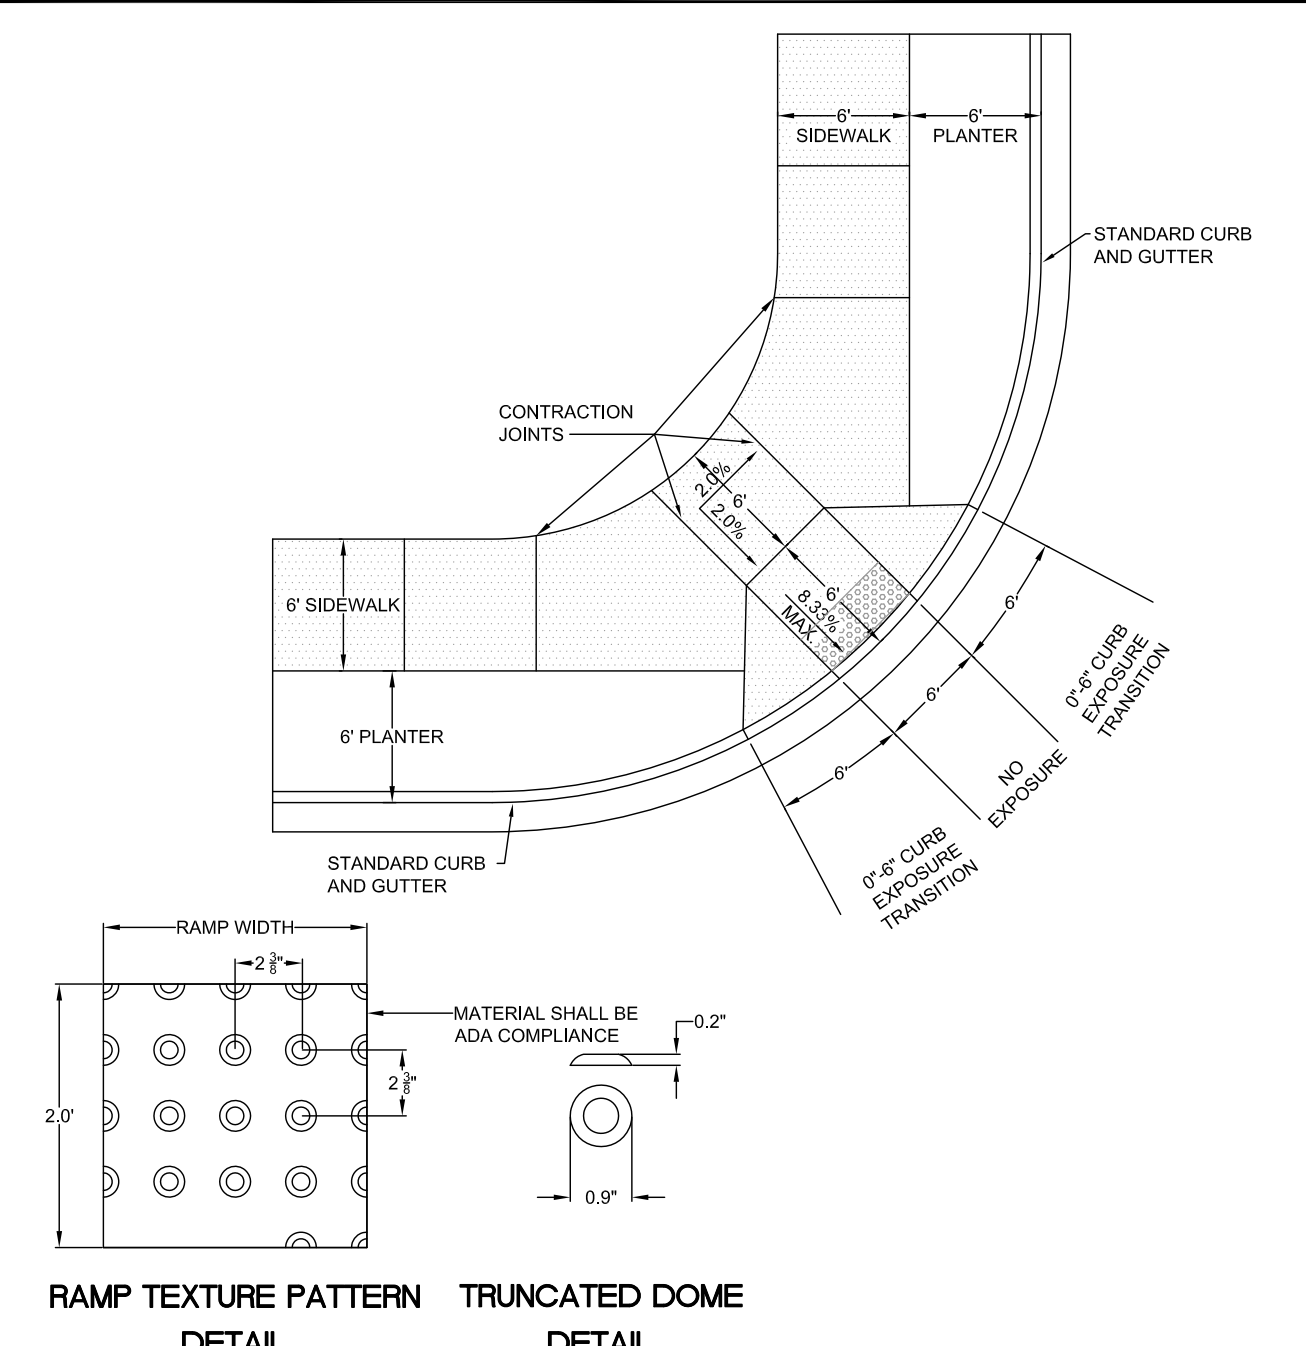 6'
SIDEWALK
6'
PLANTER
STANDARD CURB
AND GUTTER
CONTRACTION
JOINTS
2.0%
6'
2.0%
6'
8.33%
MAX.
6' SIDEWALK
6' PLANTER
6'
0"-6" CURB
EXPOSURE
TRANSITION
6'
NO
EXPOSURE
6'
0"-6" CURB
EXPOSURE
TRANSITION
STANDARD CURB
AND GUTTER
RAMP WIDTH
2 3/8"
MATERIAL SHALL BE
ADA COMPLIANCE
0.2"
2 3/8"
2.0'
0.9"
RAMP TEXTURE PATTERN
DETAIL
TRUNCATED DOME
DETAIL